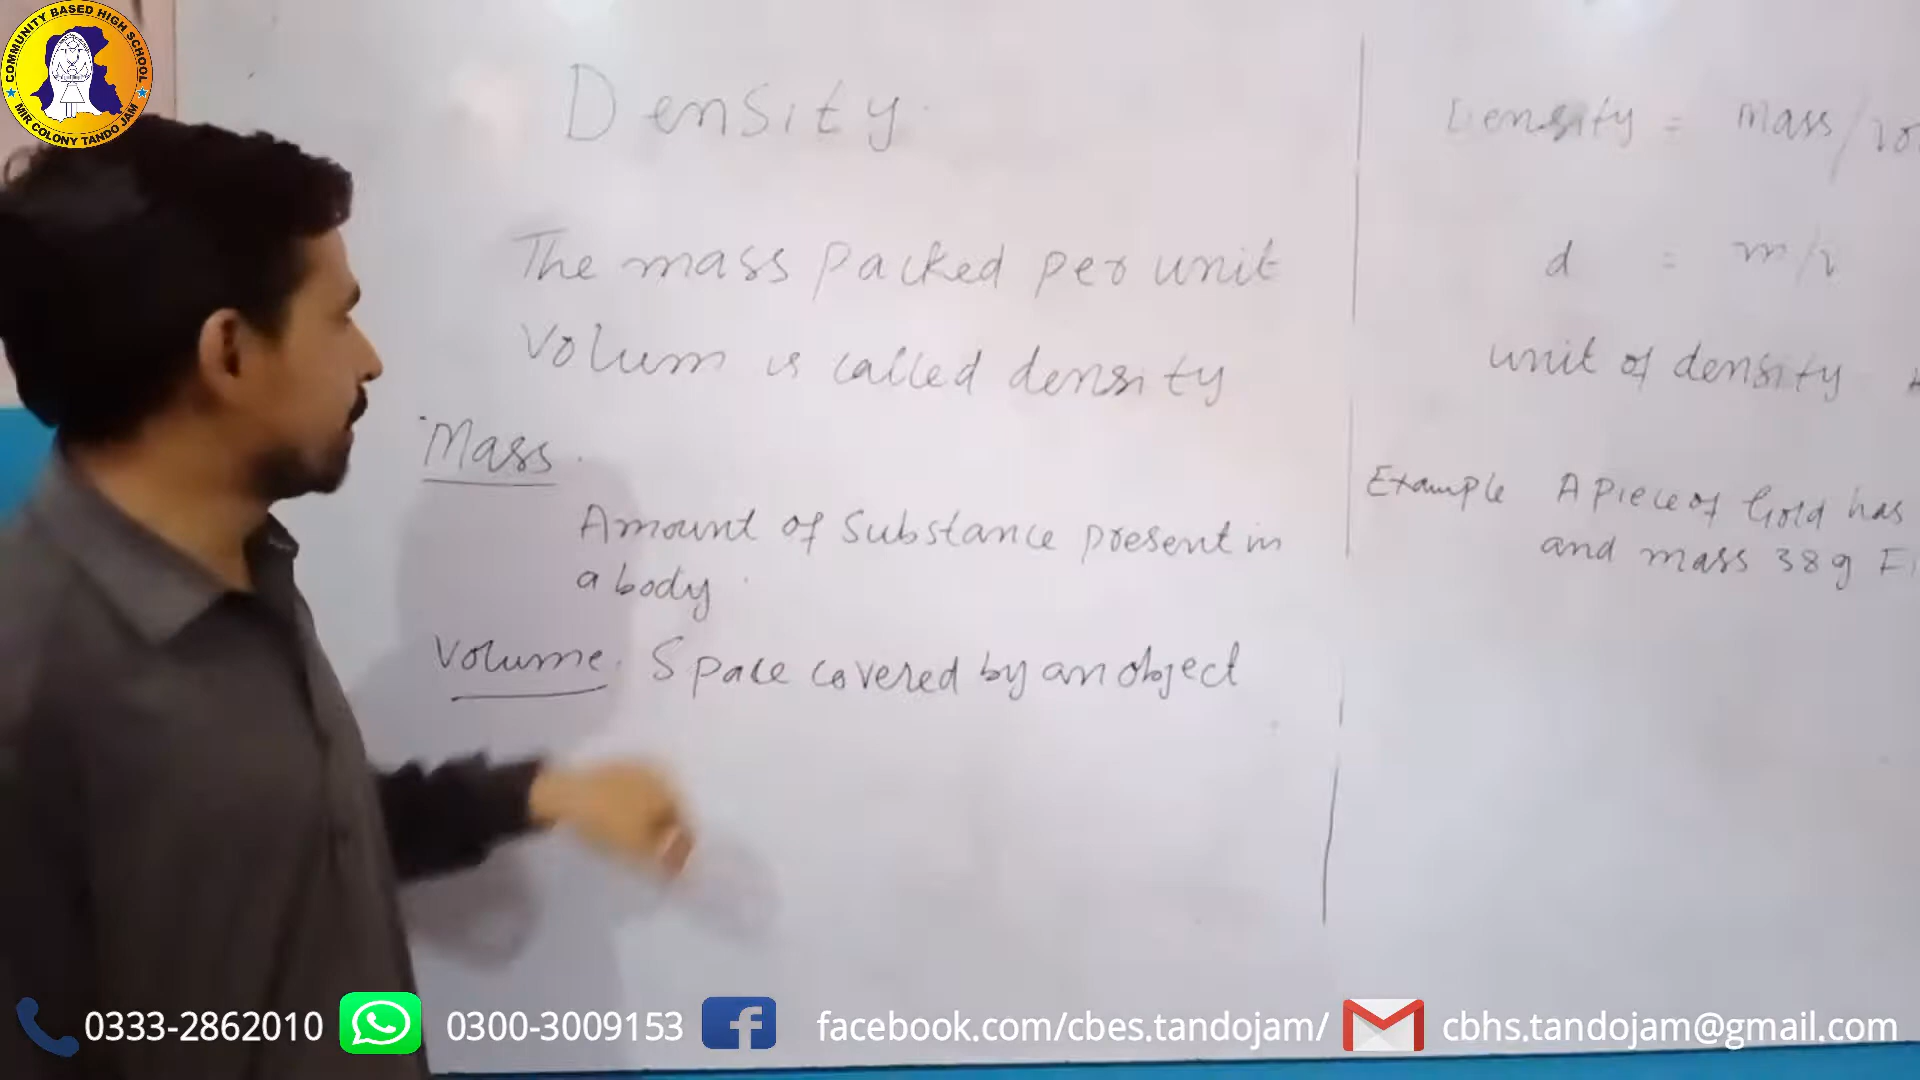 COMMUNITY BASED HIGH SCHOOL
MIR COLONY TANDO JAM
Density
The mass packed per unit
Volum is called density
Mass
Amount of Substance present in
a body
Volume. Space covered by an object
Density = mass/
d = m/v
unit of density
Example A piece of Gold has
and mass 38g
0333-2862010
0300-3009153
facebook.com/cbes.tandojam/
cbhs.tandojam@gmail.com